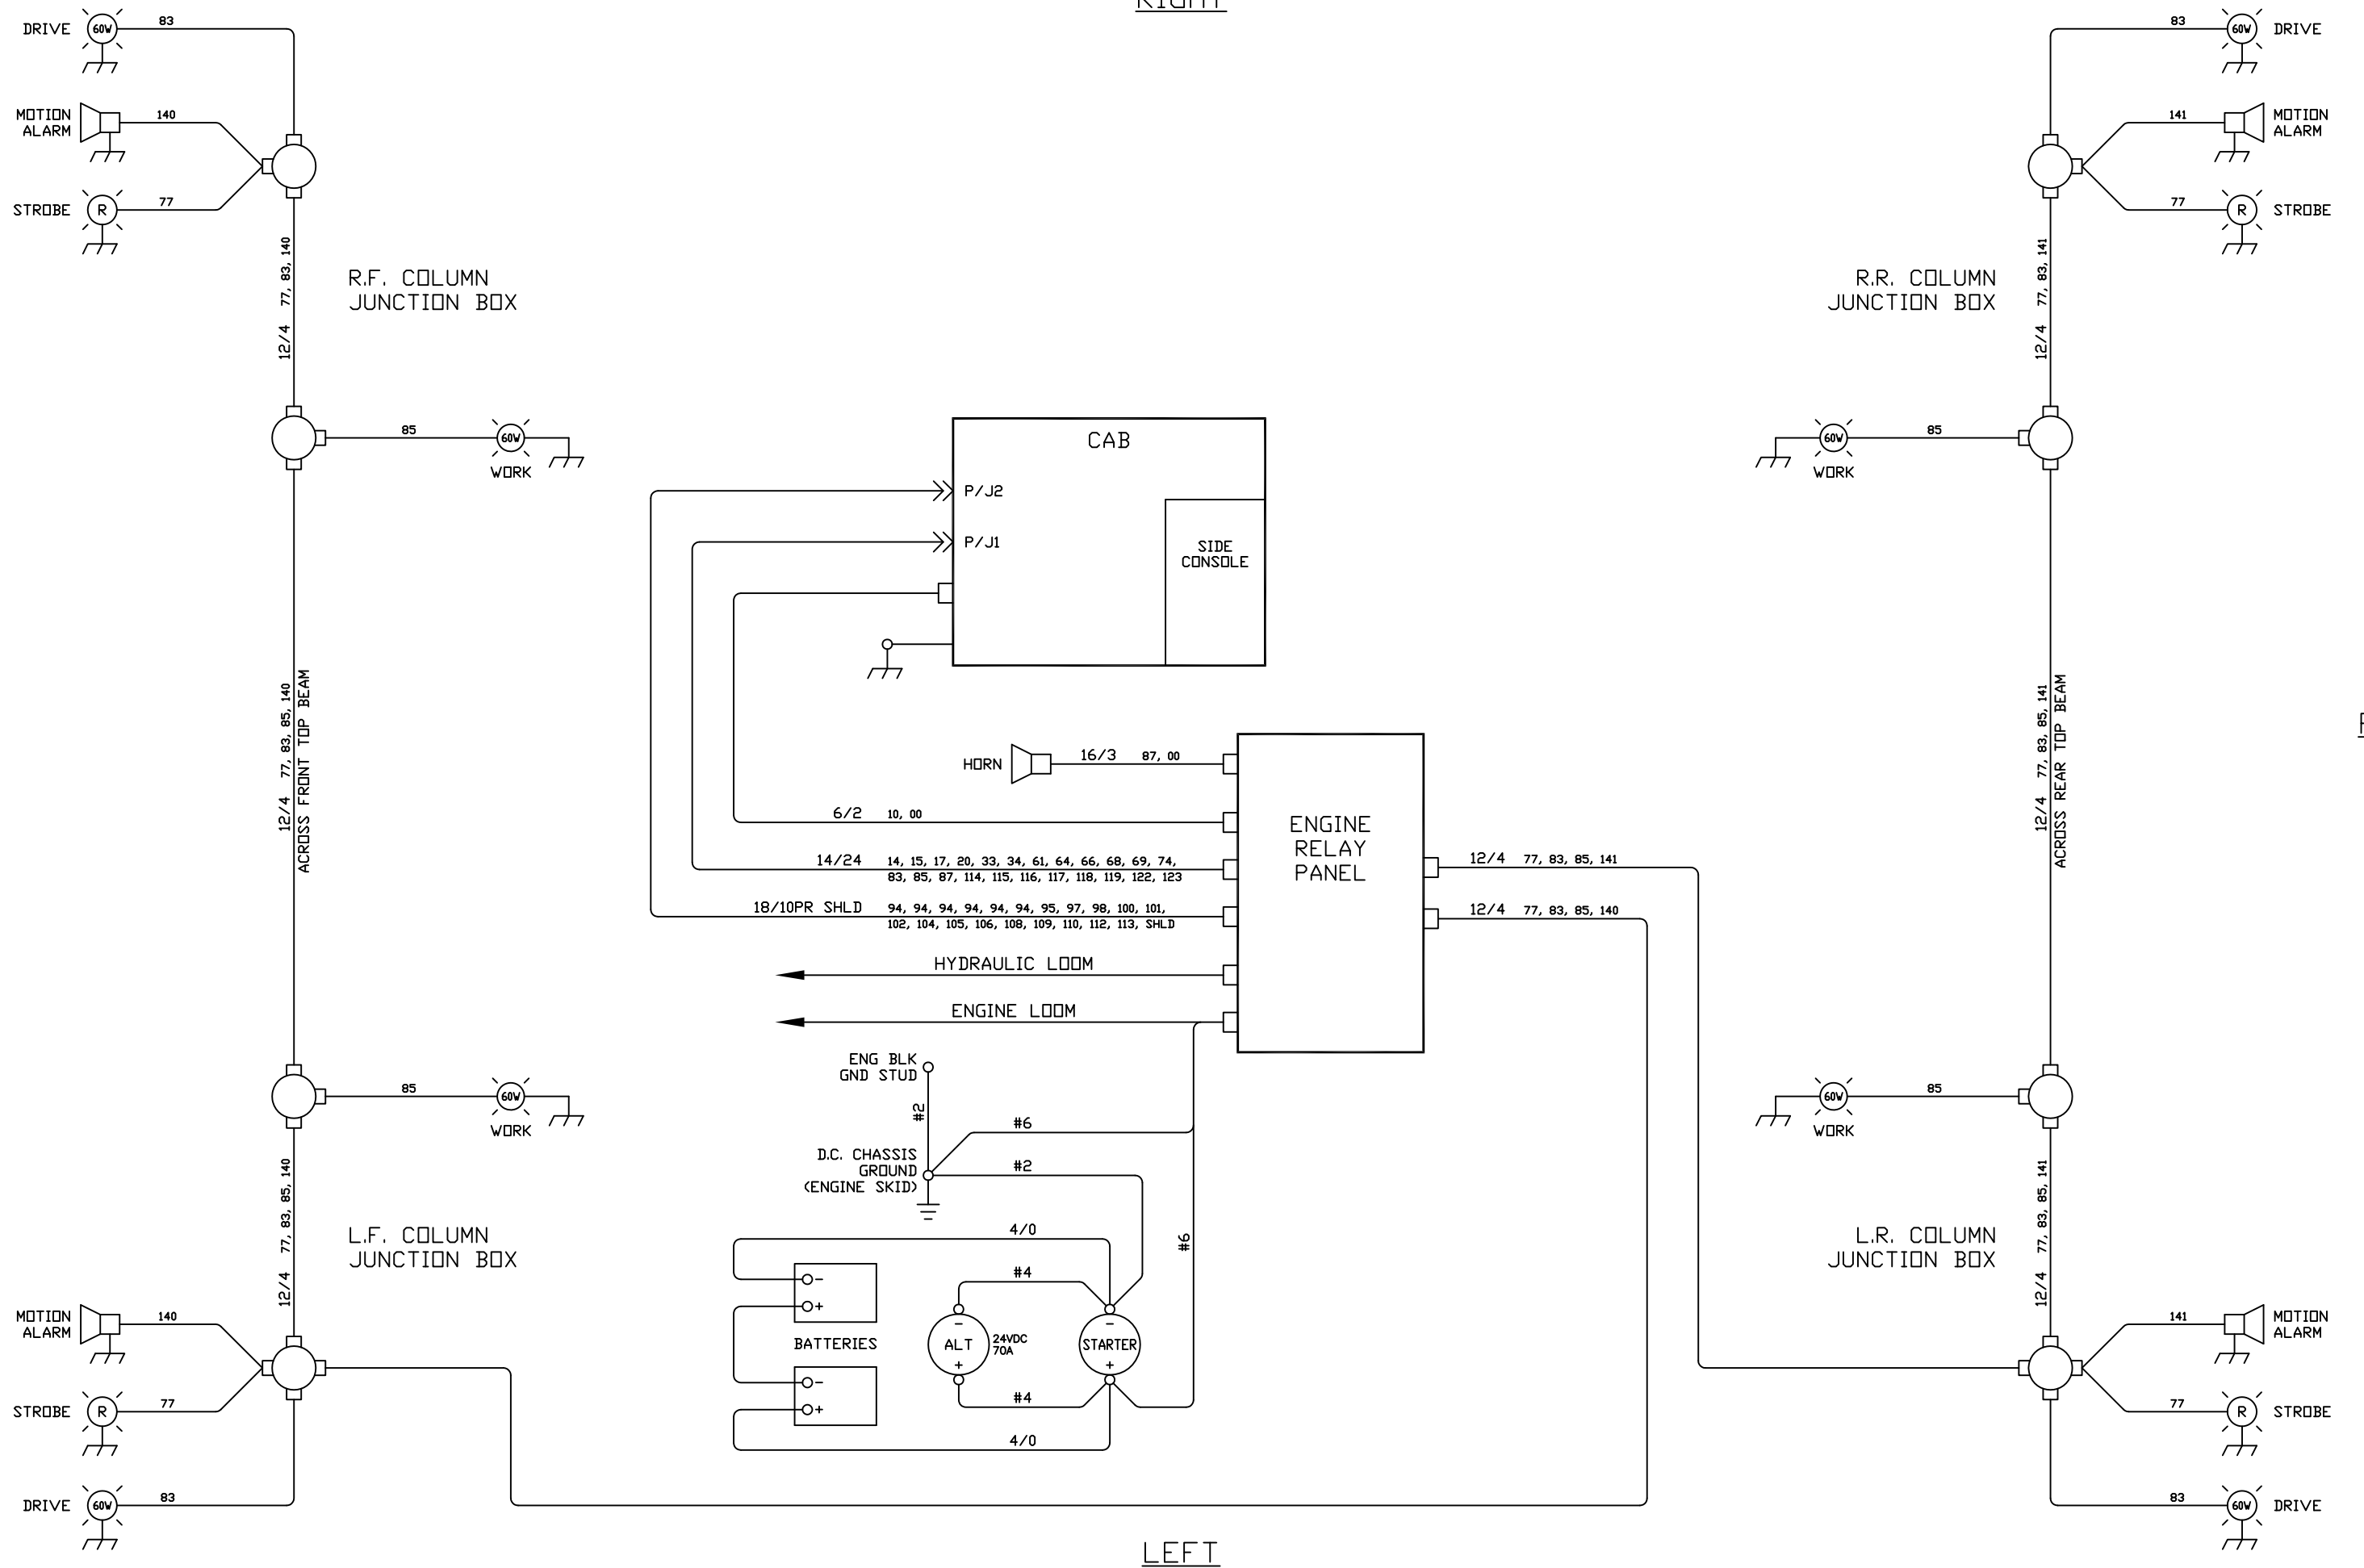 RIGHT
DRIVE
60W
83
MOTION
ALARM
140
STROBE
R
77
12/4 77, 83, 140
R.F. COLUMN
JUNCTION BOX
85
60W
WORK
12/4 77, 83, 85, 140
ACROSS FRONT TOP BEAM
85
60W
WORK
12/4 77, 83, 85, 140
L.F. COLUMN
JUNCTION BOX
MOTION
ALARM
140
STROBE
R
77
DRIVE
60W
83
CAB
P/J2
P/J1
SIDE
CONSOLE
HORN
16/3 87, 00
6/2 10, 00
14/24 14, 15, 17, 20, 33, 34, 61, 64, 66, 68, 69, 74,
83, 85, 87, 114, 115, 116, 117, 118, 119, 122, 123
18/10PR SHLD 94, 94, 94, 94, 94, 94, 95, 97, 98, 100, 101,
102, 104, 105, 106, 108, 109, 110, 112, 113, SHLD
HYDRAULIC LOOM
ENGINE LOOM
ENGINE
RELAY
PANEL
12/4 77, 83, 85, 141
12/4 77, 83, 85, 140
ENG BLK
GND STUD
#2
#6
D.C. CHASSIS
GROUND
(ENGINE SKID)
#2
4/0
#6
#4
-
+
BATTERIES
-
+
-
ALT
+
24VDC
70A
-
STARTER
+
#4
4/0
83
60W
DRIVE
141
MOTION
ALARM
77
R
STROBE
12/4 77, 83, 141
R.R. COLUMN
JUNCTION BOX
60W
85
WORK
12/4 77, 83, 85, 141
ACROSS REAR TOP BEAM
60W
85
WORK
12/4 77, 83, 85, 141
L.R. COLUMN
JUNCTION BOX
141
MOTION
ALARM
77
R
STROBE
83
60W
DRIVE
LEFT